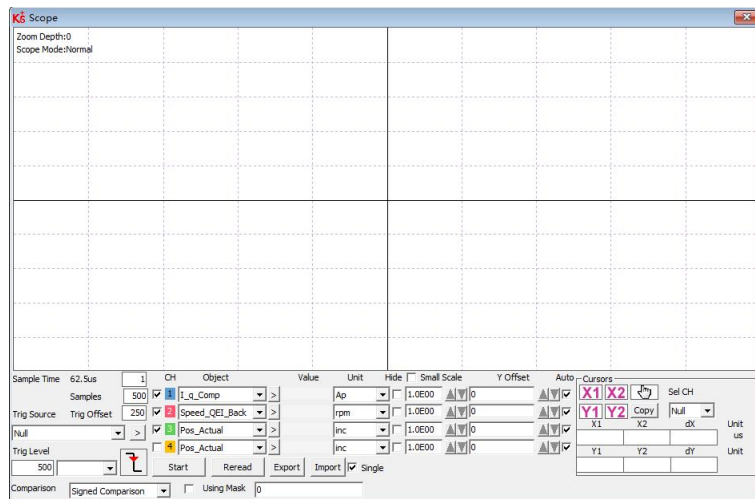 KS+ Scope
Zoom Depth:0
Scope Mode:Normal
Sample Time 62.5us 1 CH Object Value Unit Hide Small Scale Y Offset Auto Cursors
Samples 500 1 I_q_Comp > Ap 1.0E00 0 X1 X2 Sel CH
Trig Source Trig Offset 250 2 Speed_QEI_Back > rpm 1.0E00 0 Y1 Y2 Copy Null
Null > 3 Pos_Actual > inc 1.0E00 0 X1 X2 dX Unit
us
Trig Level 4 Pos_Actual > inc 1.0E00 0 Y1 Y2 dY Unit
500 Start Reread Export Import Single
Comparison Signed Comparison Using Mask 0